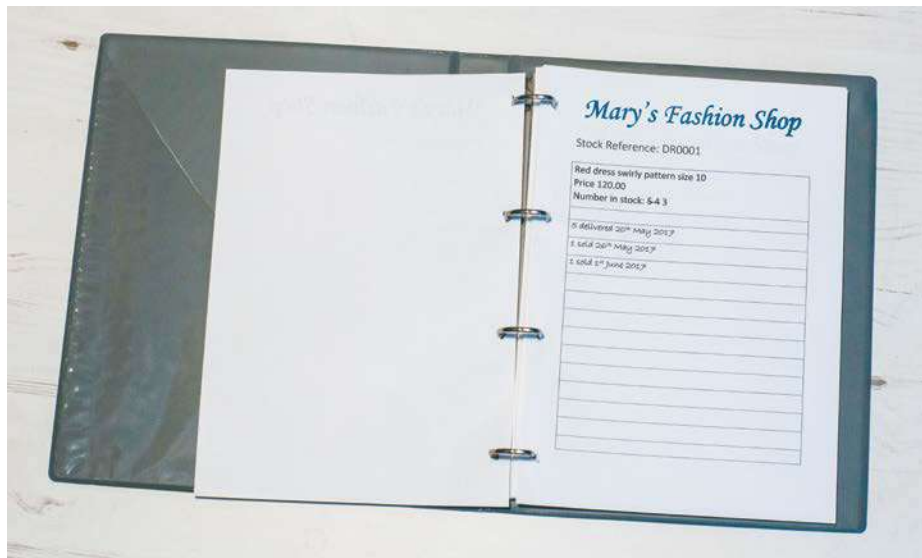 Mary's Fashion Shop
Stock Reference: DR0001
Red dress swirly pattern size 10
Price 120.00
Number in stock: 5 4 3
5 delivered 20th May 2017
1 sold 26th May 2017
1 sold 1st June 2017